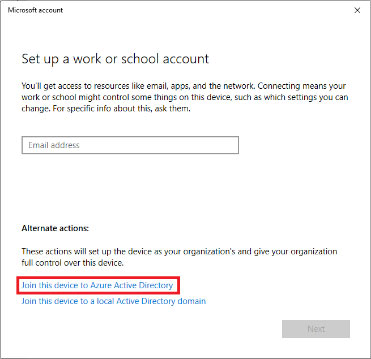 Microsoft account
Set up a work or school account
You'll get access to resources like email, apps, and the network. Connecting means your
work or school might control some things on this device, such as which settings you can
change. For specific info about this, ask them.
Email address
Alternate actions:
These actions will set up the device as your organization's and give your organization
full control over this device.
Join this device to Azure Active Directory
Join this device to a local Active Directory domain
Next